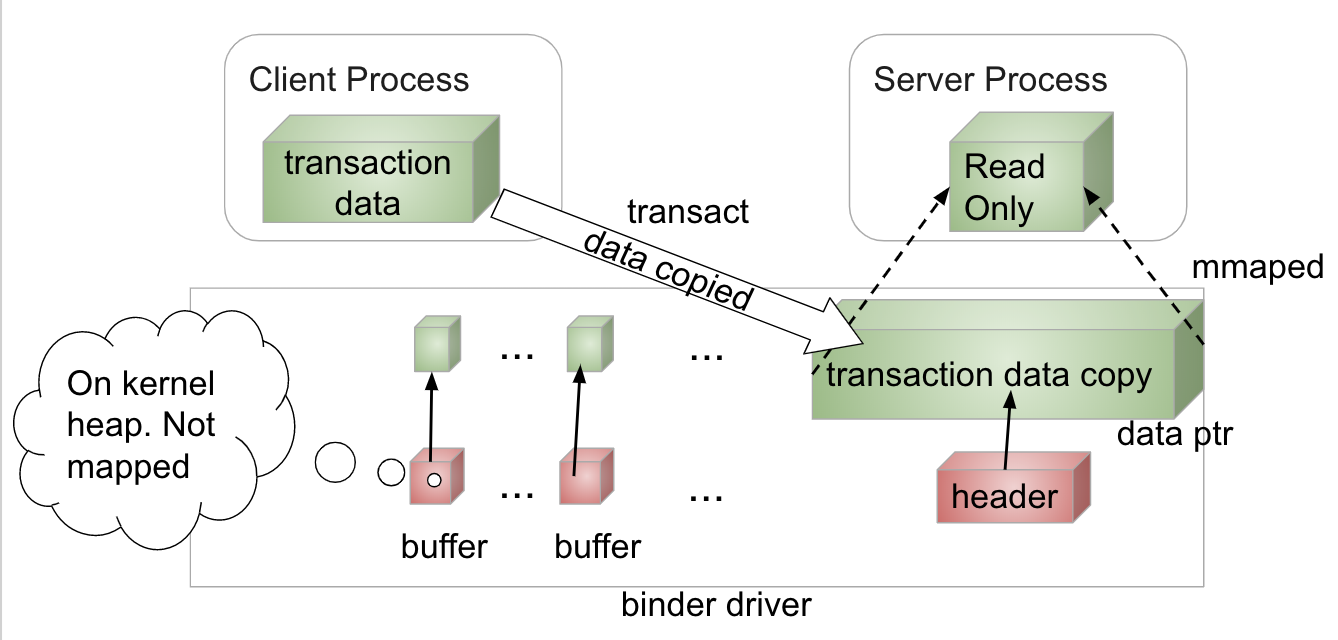 Client Process
Server Process
transaction
data
Read
Only
transact
data copied
mmaped
On kernel
heap. Not
mapped
...
...
transaction data copy
data ptr
...
...
header
buffer
buffer
binder driver